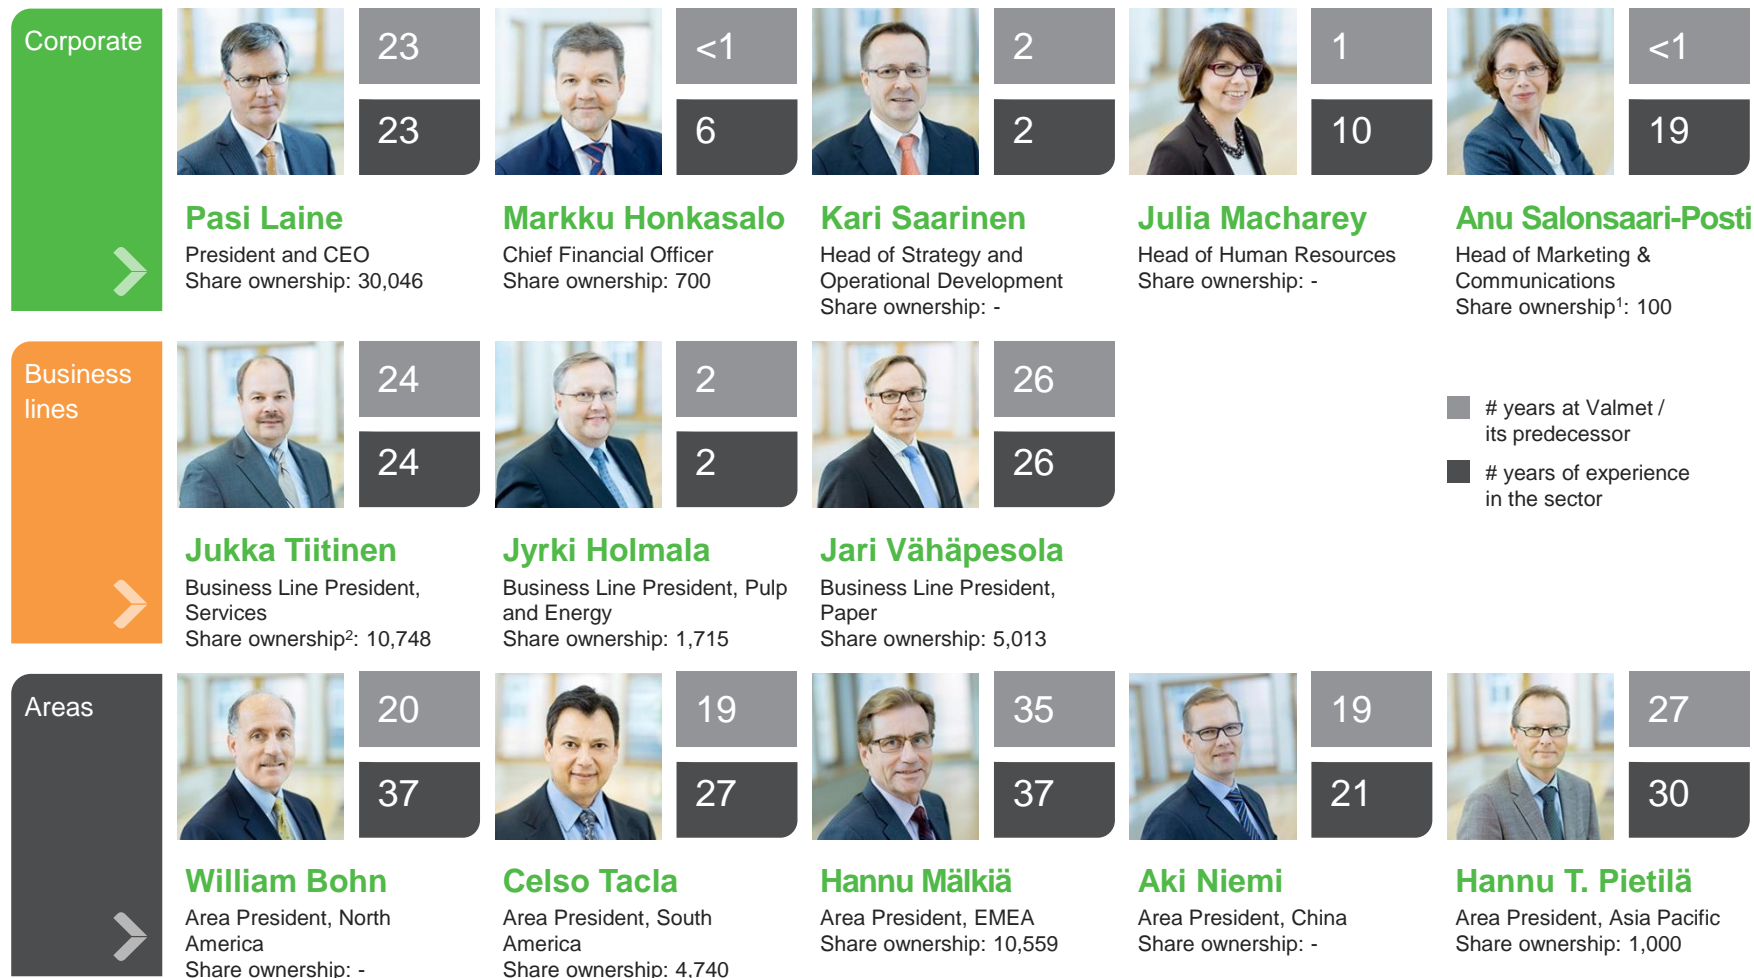 Corporate
23
23
Pasi Laine
President and CEO
Share ownership: 30,046
<1
6
Markku Honkasalo
Chief Financial Officer
Share ownership: 700
2
2
Kari Saarinen
Head of Strategy and
Operational Development
Share ownership: -
1
10
Julia Macharey
Head of Human Resources
Share ownership: -
<1
19
Anu Salonsaari-Posti
Head of Marketing &
Communications
Share ownership¹: 100
Business
lines
24
24
Jukka Tiitinen
Business Line President,
Services
Share ownership²: 10,748
2
2
Jyrki Holmala
Business Line President, Pulp
and Energy
Share ownership: 1,715
26
26
Jari Vähäpesola
Business Line President,
Paper
Share ownership: 5,013
# years at Valmet /
its predecessor
# years of experience
in the sector
Areas
20
37
William Bohn
Area President, North
America
Share ownership: -
19
27
Celso Tacla
Area President, South
America
Share ownership: 4,740
35
37
Hannu Mälkiä
Area President, EMEA
Share ownership: 10,559
19
21
Aki Niemi
Area President, China
Share ownership: -
27
30
Hannu T. Pietilä
Area President, Asia Pacific
Share ownership: 1,000